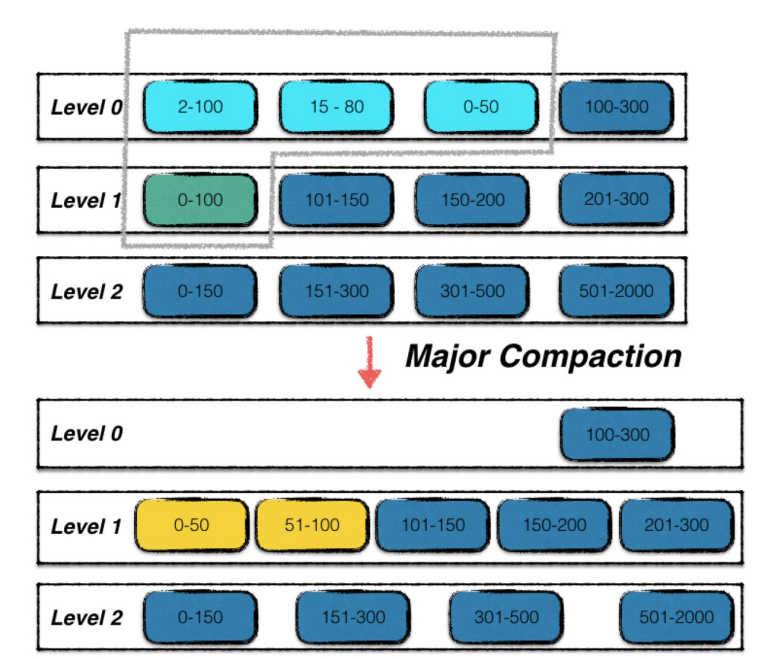 Level 0 2-100 15 - 80 0-50 100-300
Level 1 0-100 101-150 150-200 201-300
Level 2 0-150 151-300 301-500 501-2000
Major Compaction
Level 0 100-300
Level 1 0-50 51-100 101-150 150-200 201-300
Level 2 0-150 151-300 301-500 501-2000